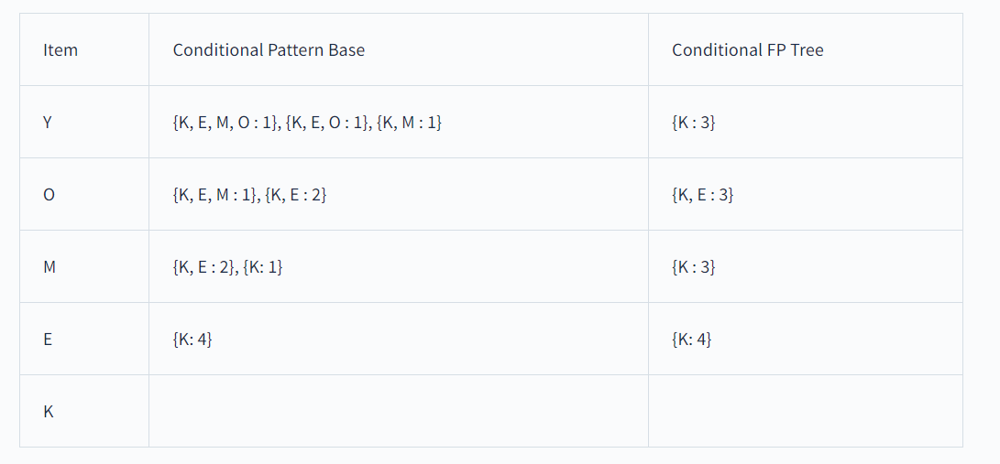 Item Conditional Pattern Base Conditional FP Tree
Y {K, E, M, O : 1}, {K, E, O : 1}, {K, M : 1} {K : 3}
O {K, E, M : 1}, {K, E : 2} {K, E : 3}
M {K, E : 2}, {K: 1} {K : 3}
E {K: 4} {K: 4}
K